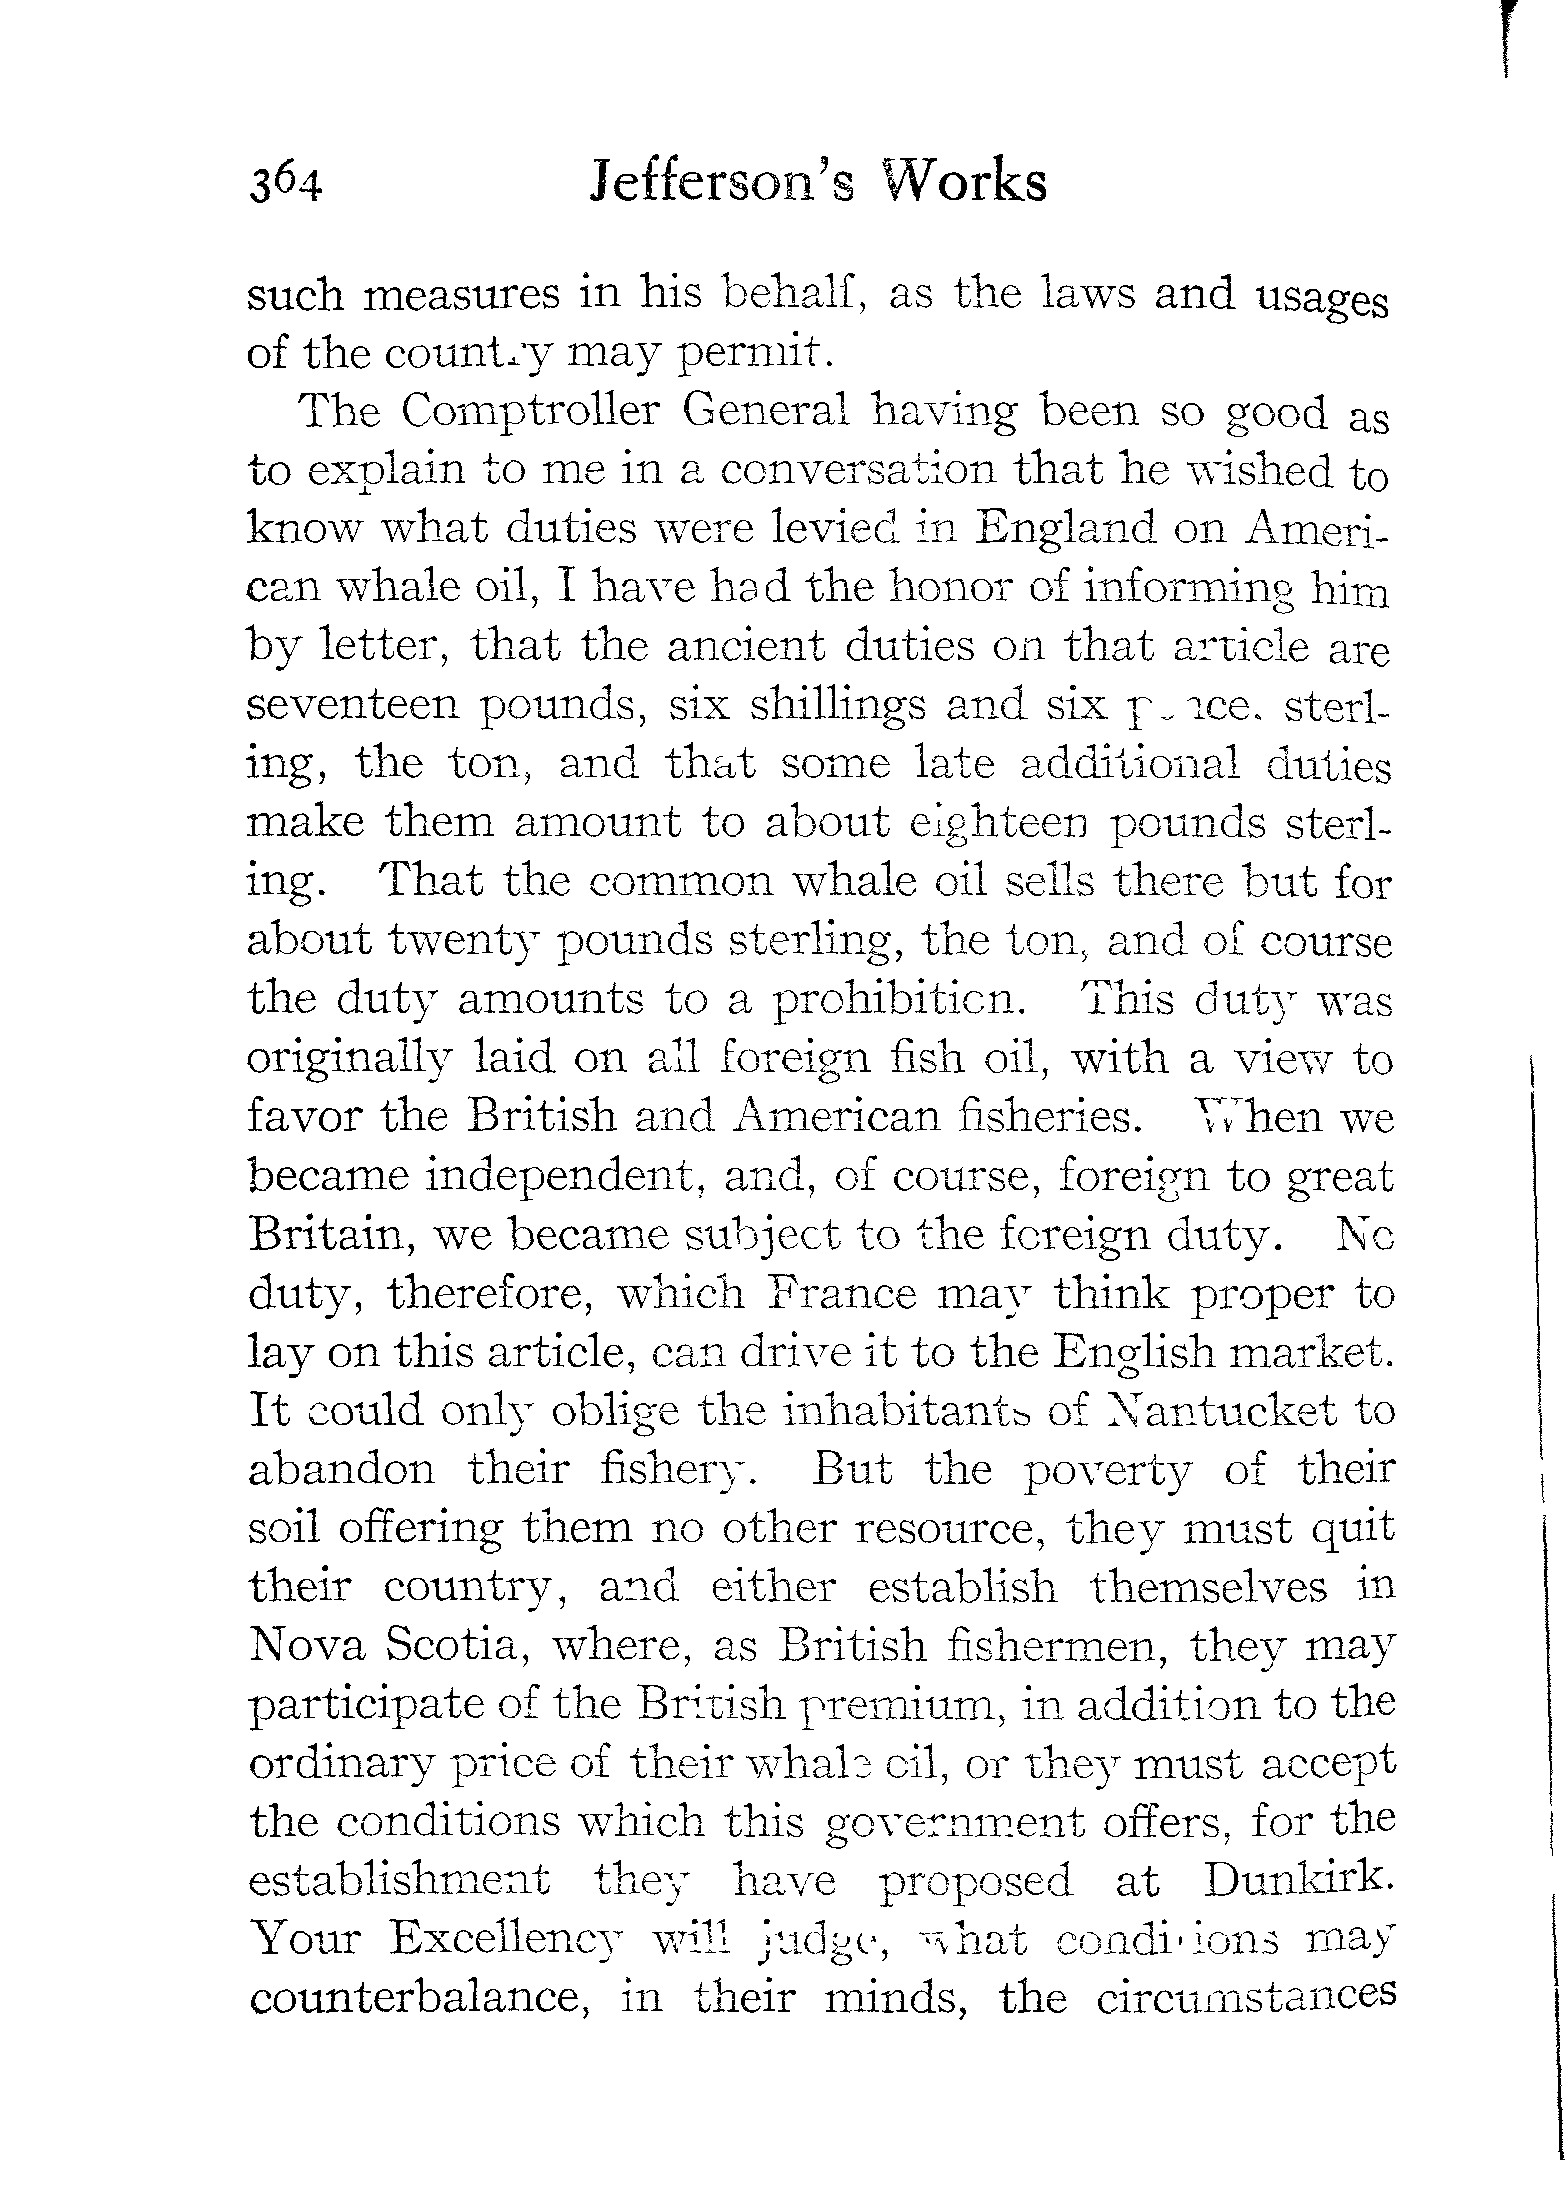 364 Jefferson's Works
such measures in his behalf, as the laws and usages
of the country may permit.
The Comptroller General having been so good as
to explain to me in a conversation that he wished to
know what duties were levied in England on Ameri-
can whale oil, I have had the honor of informing him
by letter, that the ancient duties on that article are
seventeen pounds, six shillings and six pence, sterl-
ing, the ton, and that some late additional duties
make them amount to about eighteen pounds sterl-
ing. That the common whale oil sells there but for
about twenty pounds sterling, the ton, and of course
the duty amounts to a prohibition. This duty was
originally laid on all foreign fish oil, with a view to
favor the British and American fisheries. When we
became independent, and, of course, foreign to great
Britain, we became subject to the foreign duty. No
duty, therefore, which France may think proper to
lay on this article, can drive it to the English market.
It could only oblige the inhabitants of Nantucket to
abandon their fishery. But the poverty of their
soil offering them no other resource, they must quit
their country, and either establish themselves in
Nova Scotia, where, as British fishermen, they may
participate of the British premium, in addition to the
ordinary price of their whale oil, or they must accept
the conditions which this government offers, for the
establishment they have proposed at Dunkirk.
Your Excellency will judge, what conditions may
counterbalance, in their minds, the circumstances